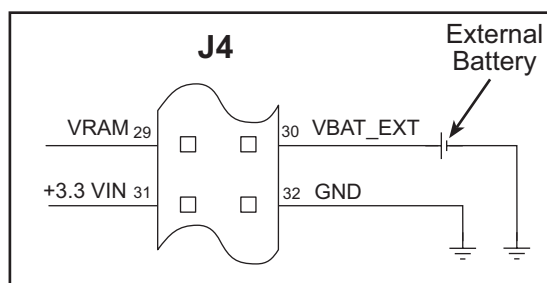 J4
External
Battery
VRAM 29
30 VBAT_EXT
+3.3 VIN 31
32 GND